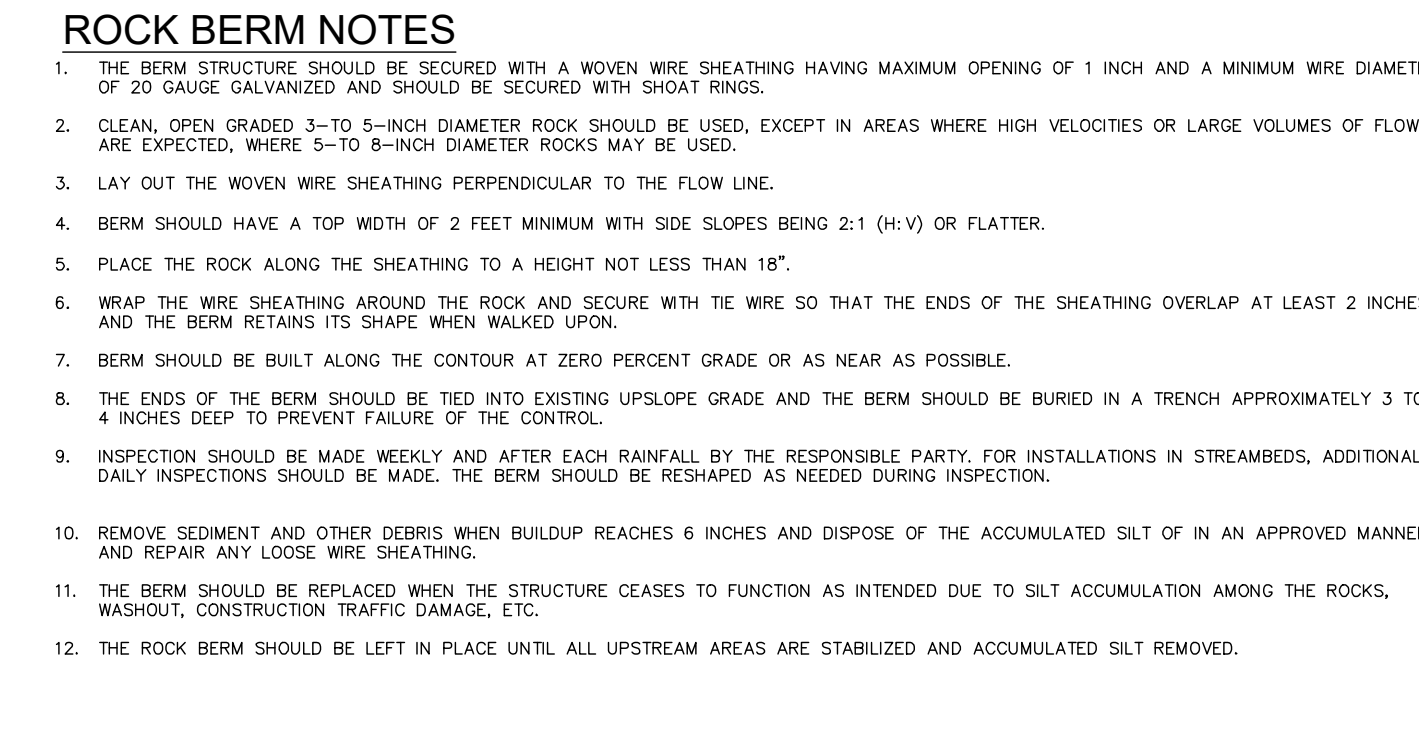 ROCK BERM NOTES
1. THE BERM STRUCTURE SHOULD BE SECURED WITH A WOVEN WIRE SHEATHING HAVING MAXIMUM OPENING OF 1 INCH AND A MINIMUM WIRE
OF 20 GAUGE GALVANIZED AND SHOULD BE SECURED WITH SHOAT RINGS.
2. CLEAN, OPEN GRADED 3–TO 5–INCH DIAMETER ROCK SHOULD BE USED, EXCEPT IN AREAS WHERE HIGH VELOCITIES OR LARGE VOLUMES OF FLOW
ARE EXPECTED, WHERE 5–TO 8–INCH DIAMETER ROCKS MAY BE USED.
3. LAY OUT THE WOVEN WIRE SHEATHING PERPENDICULAR TO THE FLOW LINE.
4. BERM SHOULD HAVE A TOP WIDTH OF 2 FEET MINIMUM WITH SIDE SLOPES BEING 2:1 (H:V) OR FLATTER.
5. PLACE THE ROCK ALONG THE SHEATHING TO A HEIGHT NOT LESS THAN 18".
6. WRAP THE WIRE SHEATHING AROUND THE ROCK AND SECURE WITH TIE WIRE SO THAT THE ENDS OF THE SHEATHING OVERLAP AT LEAST 2
AND THE BERM RETAINS ITS SHAPE WHEN WALKED UPON.
7. BERM SHOULD BE BUILT ALONG THE CONTOUR AT ZERO PERCENT GRADE OR AS NEAR AS POSSIBLE.
8. THE ENDS OF THE BERM SHOULD BE TIED INTO EXISTING UPSLOPE GRADE AND THE BERM SHOULD BE BURIED IN A TRENCH APPROXIMATELY 3 TO
4 INCHES DEEP TO PREVENT FAILURE OF THE CONTROL.
9. INSPECTION SHOULD BE MADE WEEKLY AND AFTER EACH RAINFALL BY THE RESPONSIBLE PARTY. FOR INSTALLATIONS IN STREAMBEDS, ADDITIONAL
DAILY INSPECTIONS SHOULD BE MADE. THE BERM SHOULD BE RESHAPED AS NEEDED DURING INSPECTION.
10. REMOVE SEDIMENT AND OTHER DEBRIS WHEN BUILDUP REACHES 6 INCHES AND DISPOSE OF THE ACCUMULATED SILT OF IN AN APPROVED
AND REPAIR ANY LOOSE WIRE SHEATHING.
11. THE BERM SHOULD BE REPLACED WHEN THE STRUCTURE CEASES TO FUNCTION AS INTENDED DUE TO SILT ACCUMULATION AMONG THE ROCKS,
WASHOUT, CONSTRUCTION TRAFFIC DAMAGE, ETC.
12. THE ROCK BERM SHOULD BE LEFT IN PLACE UNTIL ALL UPSTREAM AREAS ARE STABILIZED AND ACCUMULATED SILT REMOVED.